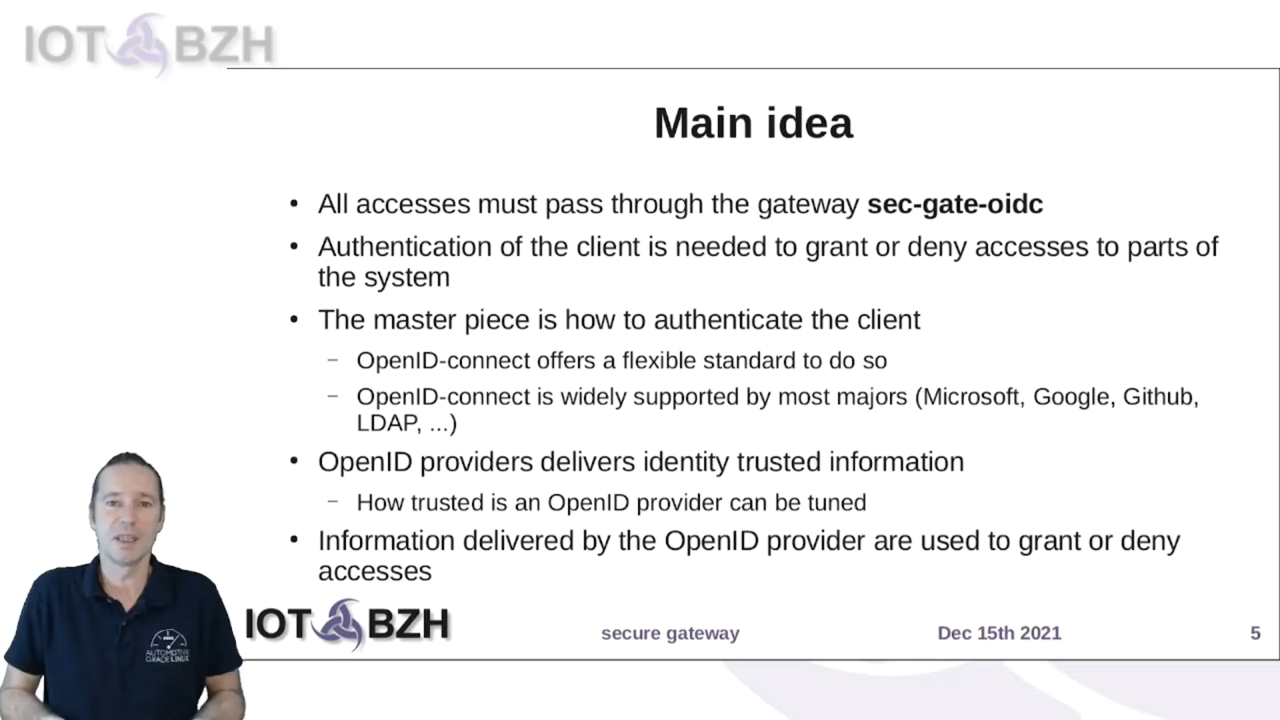 IOT BZH
Main idea
• All accesses must pass through the gateway sec-gate-oidc
• Authentication of the client is needed to grant or deny accesses to parts of
the system
• The master piece is how to authenticate the client
– OpenID-connect offers a flexible standard to do so
– OpenID-connect is widely supported by most majors (Microsoft, Google, Github,
LDAP, ...)
• OpenID providers delivers identity trusted information
– How trusted is an OpenID provider can be tuned
• Information delivered by the OpenID provider are used to grant or deny
accesses
IOT BZH
secure gateway
Dec 15th 2021
5
AUTOMOTIVE
GRADE LINUX